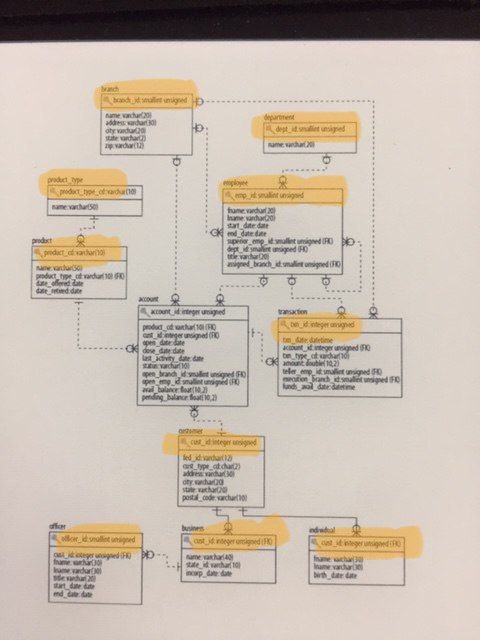 branch
branch_id: smallint unsigned
name: varchar(20)
address: varchar(30)
city: varchar(20)
state: varchar(2)
zip: varchar(12)
department
dept_id: smallint unsigned
name: varchar(20)
product_type
product_type_cd: varchar(10)
name: varchar(50)
employee
emp_id: smallint unsigned
fname: varchar(20)
lname: varchar(20)
start_date: date
end_date: date
superior_emp_id: smallint unsigned (FK)
dept_id: smallint unsigned (FK)
title: varchar(20)
assigned_branch_id: smallint unsigned (FK)
product
product_cd: varchar(10)
name: varchar(50)
product_type_cd: varchar(10) (FK)
date_offered: date
date_retired: date
account
account_id: integer unsigned
product_cd: varchar(10) (FK)
cust_id: integer unsigned (FK)
open_date: date
close_date: date
last_activity_date: date
status: varchar(10)
open_branch_id: smallint unsigned (FK)
open_emp_id: smallint unsigned (FK)
avail_balance: float(10,2)
pending_balance: float(10,2)
transaction
txn_id: integer unsigned
txn_date: datetime
account_id: integer unsigned (FK)
txn_type_cd: varchar(10)
amount: double(10,2)
teller_emp_id: smallint unsigned (FK)
execution_branch_id: smallint unsigned (FK)
funds_avail_date: datetime
customer
cust_id: integer unsigned
fed_id: varchar(12)
cust_type_cd: char(2)
address: varchar(30)
city: varchar(20)
state: varchar(20)
postal_code: varchar(10)
officer
officer_id: smallint unsigned
cust_id: integer unsigned (FK)
fname: varchar(30)
lname: varchar(30)
title: varchar(20)
start_date: date
end_date: date
business
cust_id: integer unsigned (FK)
name: varchar(40)
state_id: varchar(10)
incorp_date: date
individual
cust_id: integer unsigned (FK)
fname: varchar(30)
lname: varchar(30)
birth_date: date